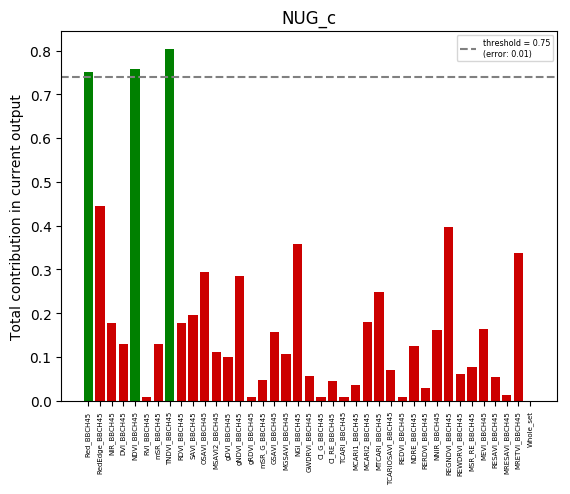 NUG_c
threshold = 0.75
(error: 0.01)
Total contribution in current output
0.8
0.7
0.6
0.5
0.4
0.3
0.2
0.1
0.0
Red_BBCH45
RedEdge_BBCH45
NIR_BBCH45
DVI_BBCH45
NDVI_BBCH45
RVI_BBCH45
mSR_BBCH45
TNDVI_BBCH45
NDVI_BBCH45
SAVI_BBCH45
OSAVI_BBCH45
MSAVI2_BBCH45
gDVI_BBCH45
gNDVI_BBCH45
gRDVI_BBCH45
mSR_G_BBCH45
GSAVI_BBCH45
MGSAVI_BBCH45
NGI_BBCH45
GWDRVI_BBCH45
CI_G_BBCH45
CI_RE_BBCH45
TCARI_BBCH45
MCARI1_BBCH45
MCARI2_BBCH45
MTCARI_BBCH45
TCARIOSAVI_BBCH45
REDVI_BBCH45
NDRE_BBCH45
RERDVI_BBCH45
NNIR_BBCH45
REGNDVI_BBCH45
REWDRVI_BBCH45
MSR_RE_BBCH45
MEVI_BBCH45
RESAVI_BBCH45
MRESAVI_BBCH45
MRETVI_BBCH45
Whole_set